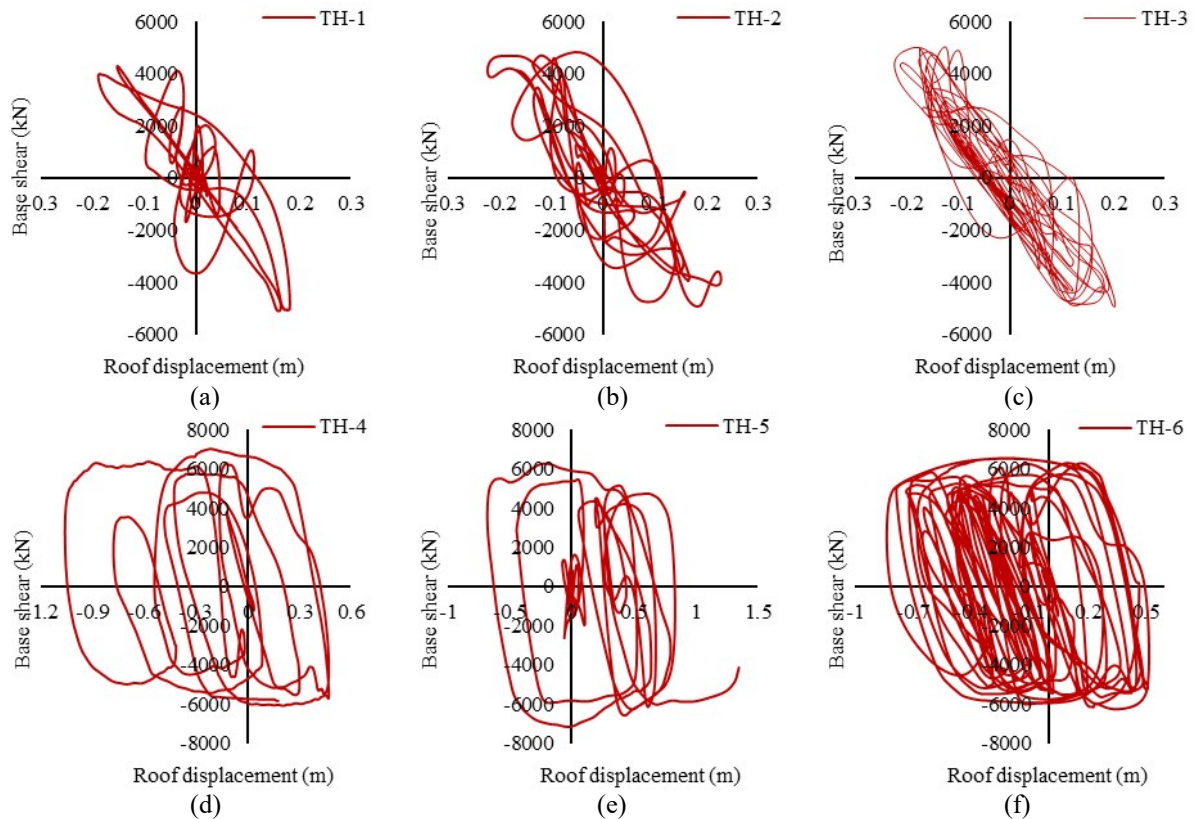 6000 TH-1
4000
2000
0
-0.3 -0.2 -0.1 0 0.1 0.2 0.3
-2000
-4000
-6000
Base shear (kN)
Roof displacement (m)
(a)
6000 TH-2
4000
2000
0
-0.3 -0.2 -0.1 0 0.1 0.2 0.3
-2000
-4000
-6000
Base shear (kN)
Roof displacement (m)
(b)
6000 TH-3
4000
2000
0
-0.3 -0.2 -0.1 0 0.1 0.2 0.3
-2000
-4000
-6000
Base shear (kN)
Roof displacement (m)
(c)
8000 TH-4
6000
4000
2000
0
-1.2 -0.9 -0.6 -0.3 0 0.3 0.6
-2000
-4000
-6000
-8000
Base shear (kN)
Roof displacement (m)
(d)
8000 TH-5
6000
4000
2000
0
-1 -0.5 0 0.5 1 1.5
-2000
-4000
-6000
-8000
Base shear (kN)
Roof displacement (m)
(e)
8000 TH-6
6000
4000
2000
0
-1 -0.7 -0.4 -0.1 0.2 0.5
-2000
-4000
-6000
-8000
Base shear (kN)
Roof displacement (m)
(f)